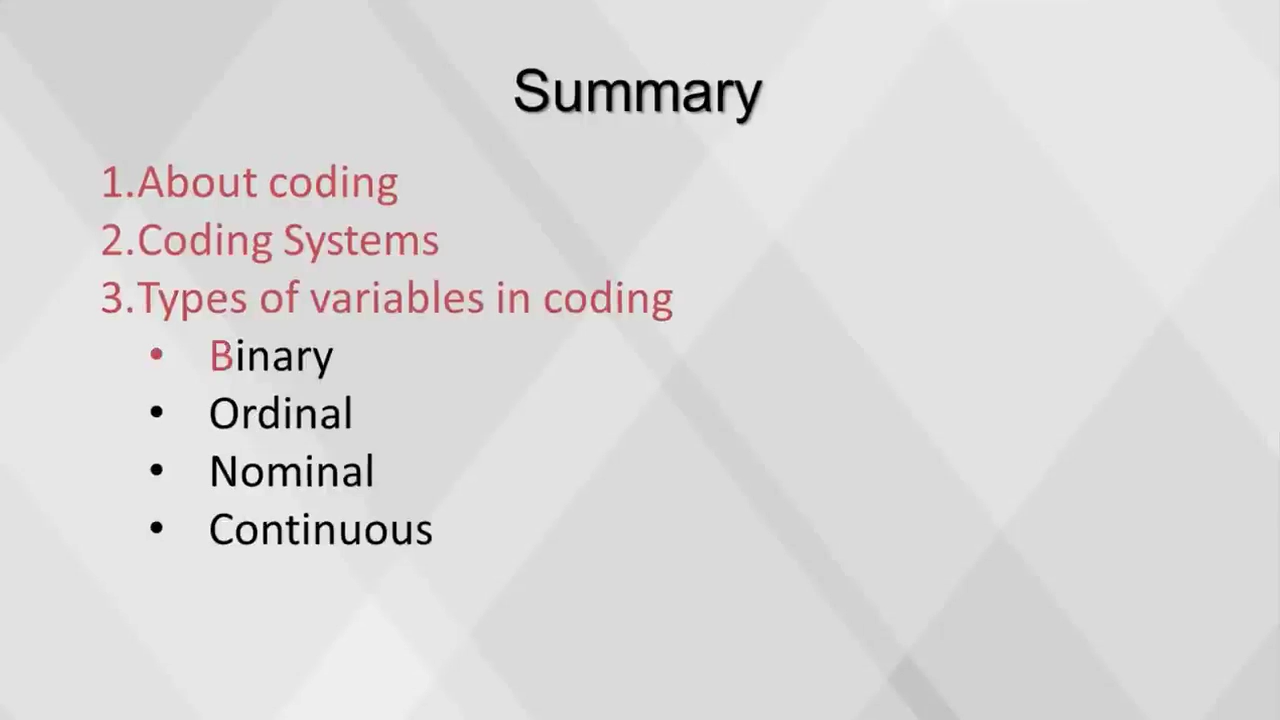 Summary
1.About coding
2.Coding Systems
3.Types of variables in coding
• Binary
• Ordinal
• Nominal
• Continuous